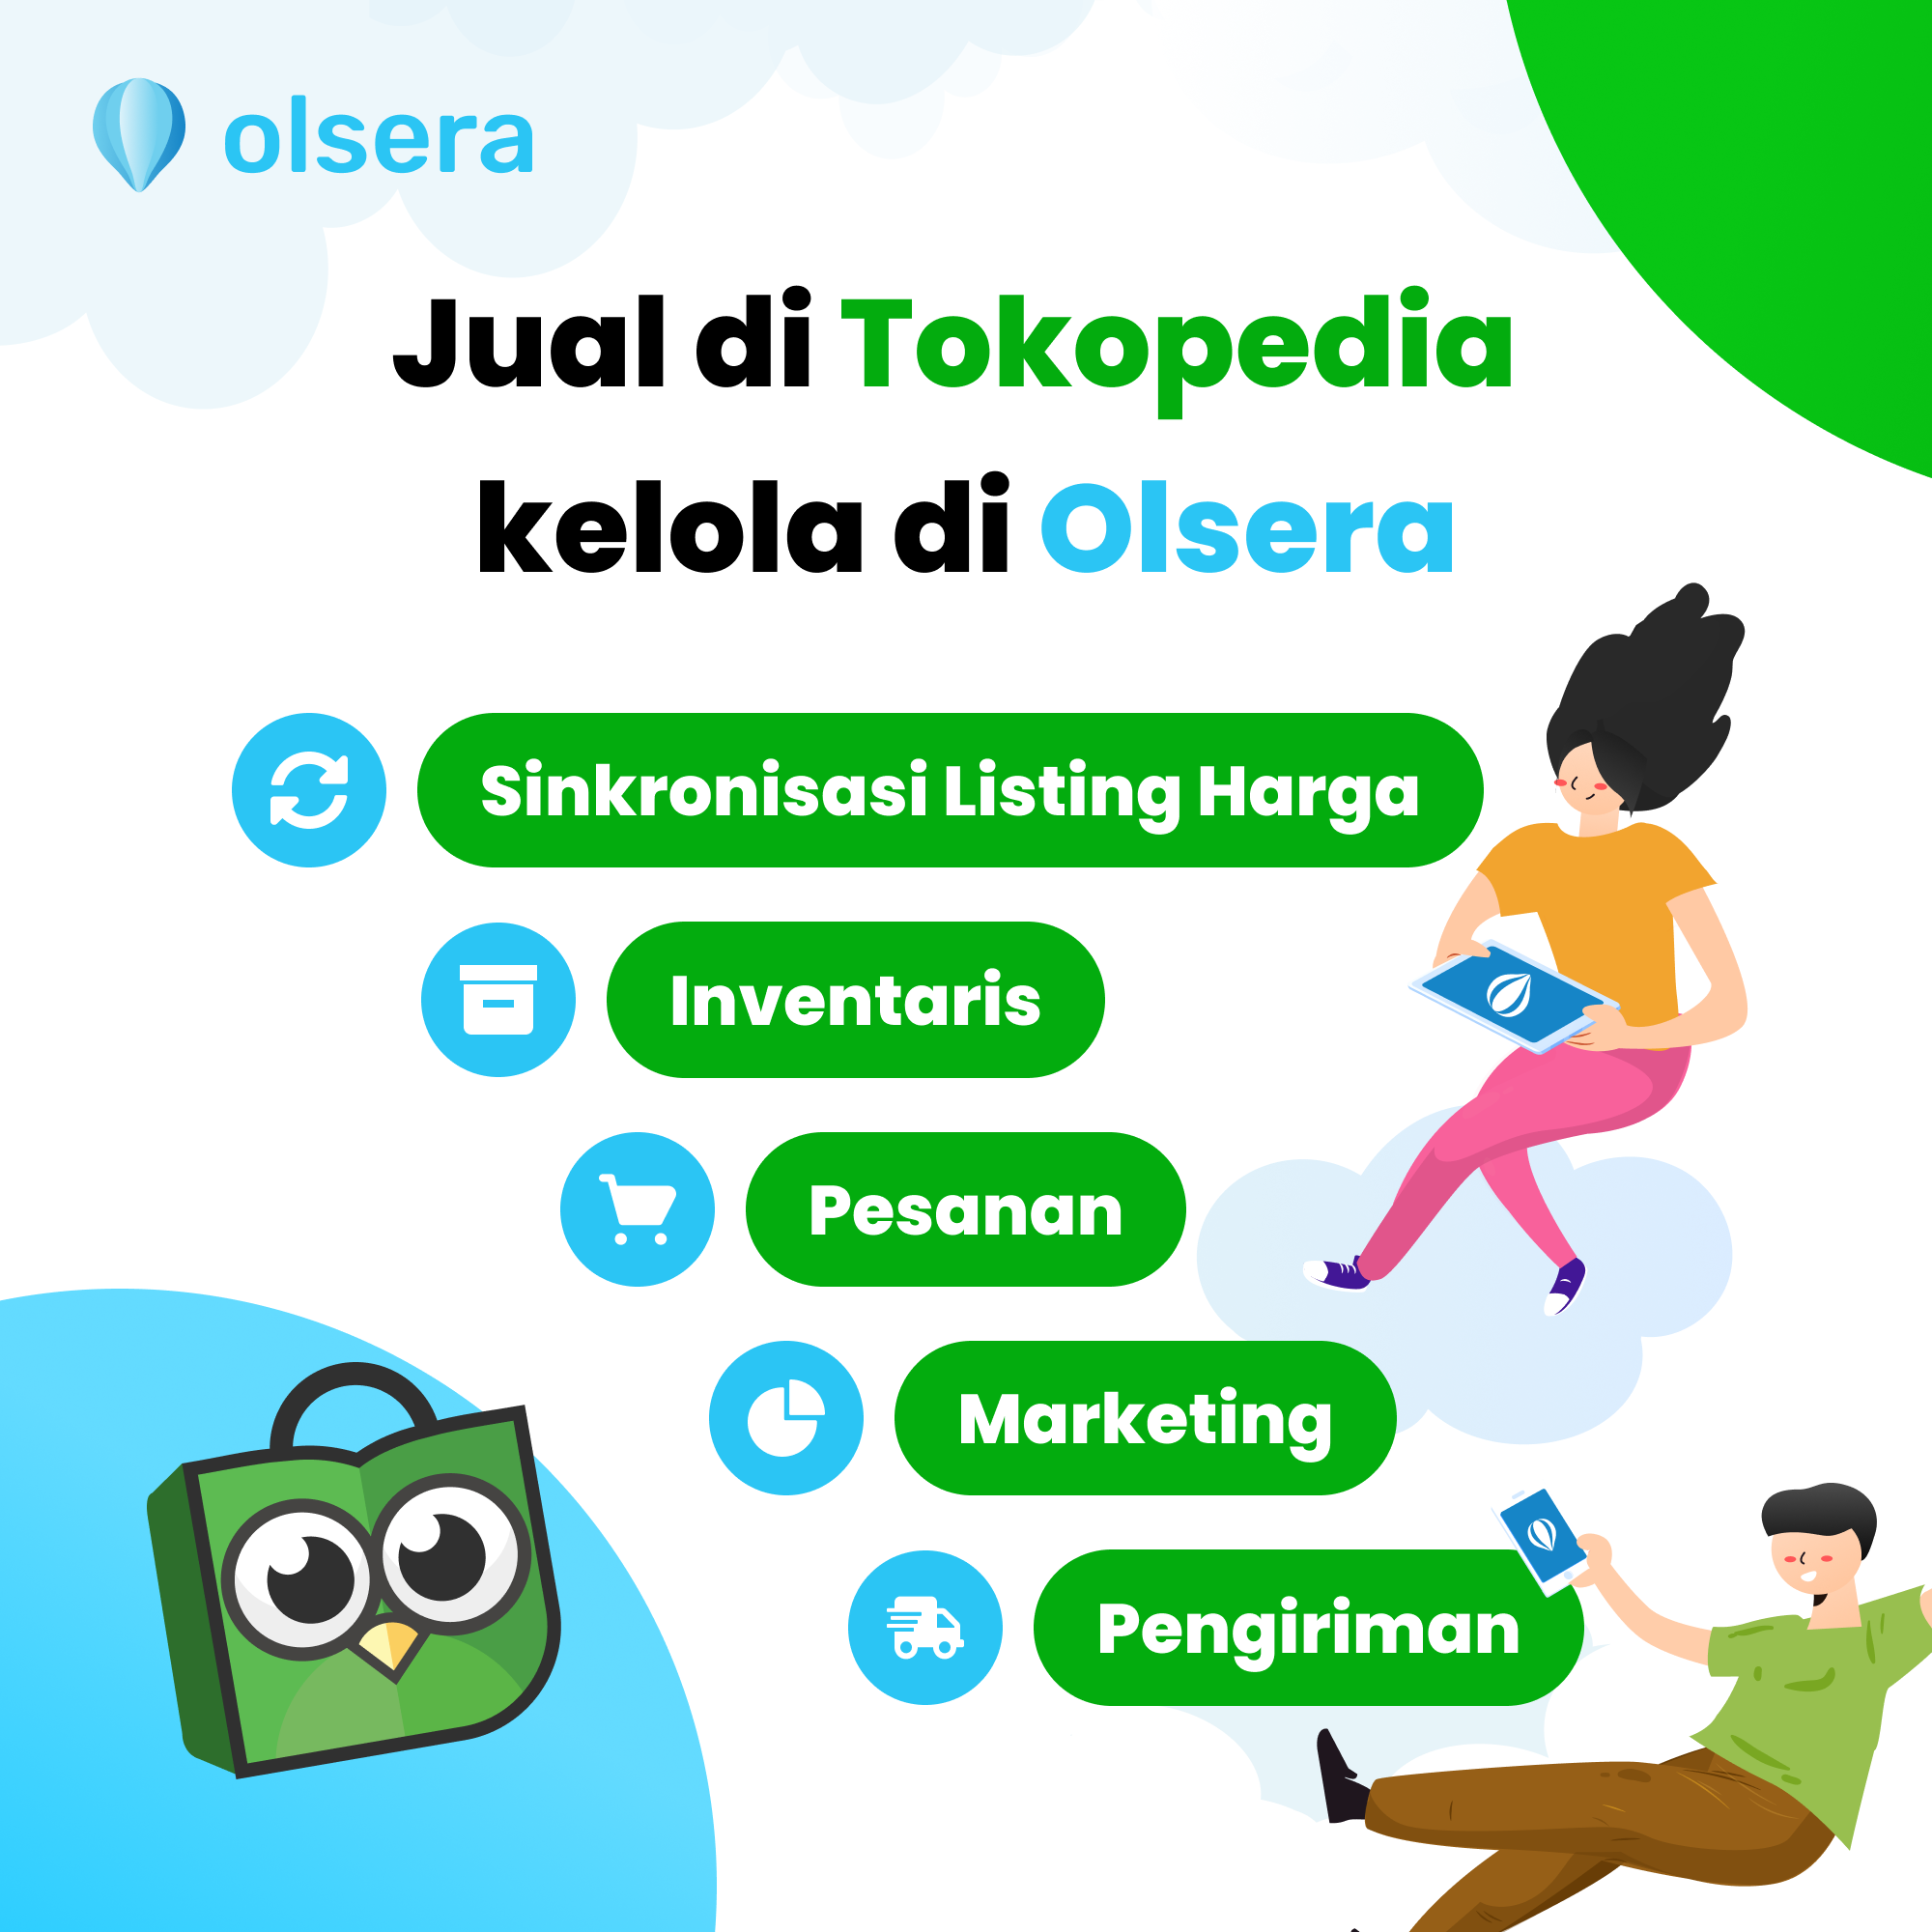 olsera
Jual di Tokopedia
kelola di Olsera
Sinkronisasi Listing Harga
Inventaris
Pesanan
Marketing
Pengiriman